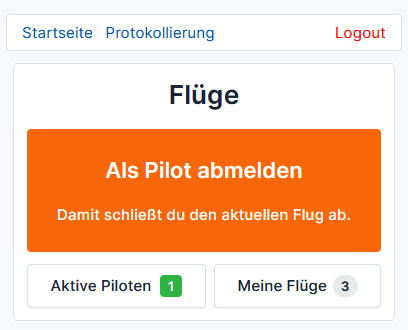 Startseite Protokollierung Logout
Flüge
Als Pilot abmelden
Damit schließt du den aktuellen Flug ab.
Aktive Piloten 1 Meine Flüge 3